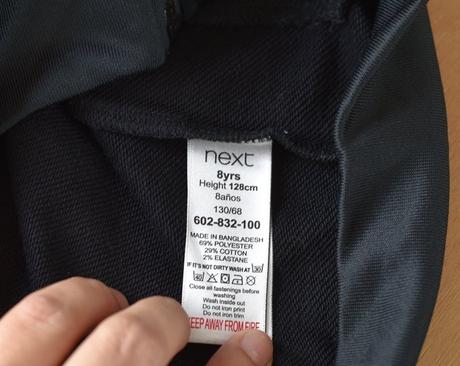 next
8yrs
Height 128cm
8años
130/68
602-832-100
MADE IN BANGLADESH
69% POLYESTER
29% COTTON
2% ELASTANE
IF IT'S NOT DIRTY WASH AT 30
40
Close all fastenings before
washing
Wash inside out
Do not iron print
Do not iron trim
KEEP AWAY FROM FIRE